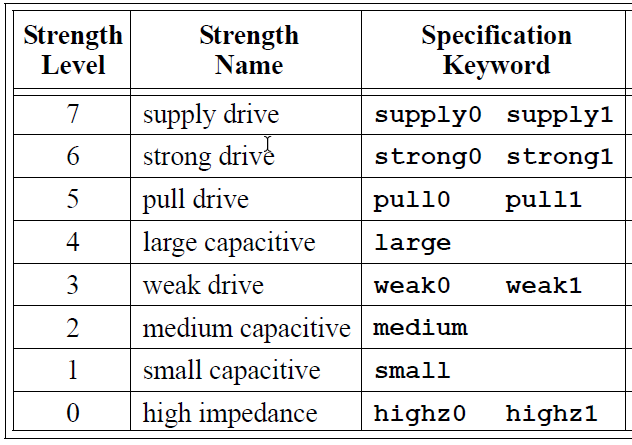 Strength Level Strength Name Specification Keyword
7 supply drive supply0 supply1
6 strong drive strong0 strong1
5 pull drive pull0 pull1
4 large capacitive large
3 weak drive weak0 weak1
2 medium capacitive medium
1 small capacitive small
0 high impedance highz0 highz1